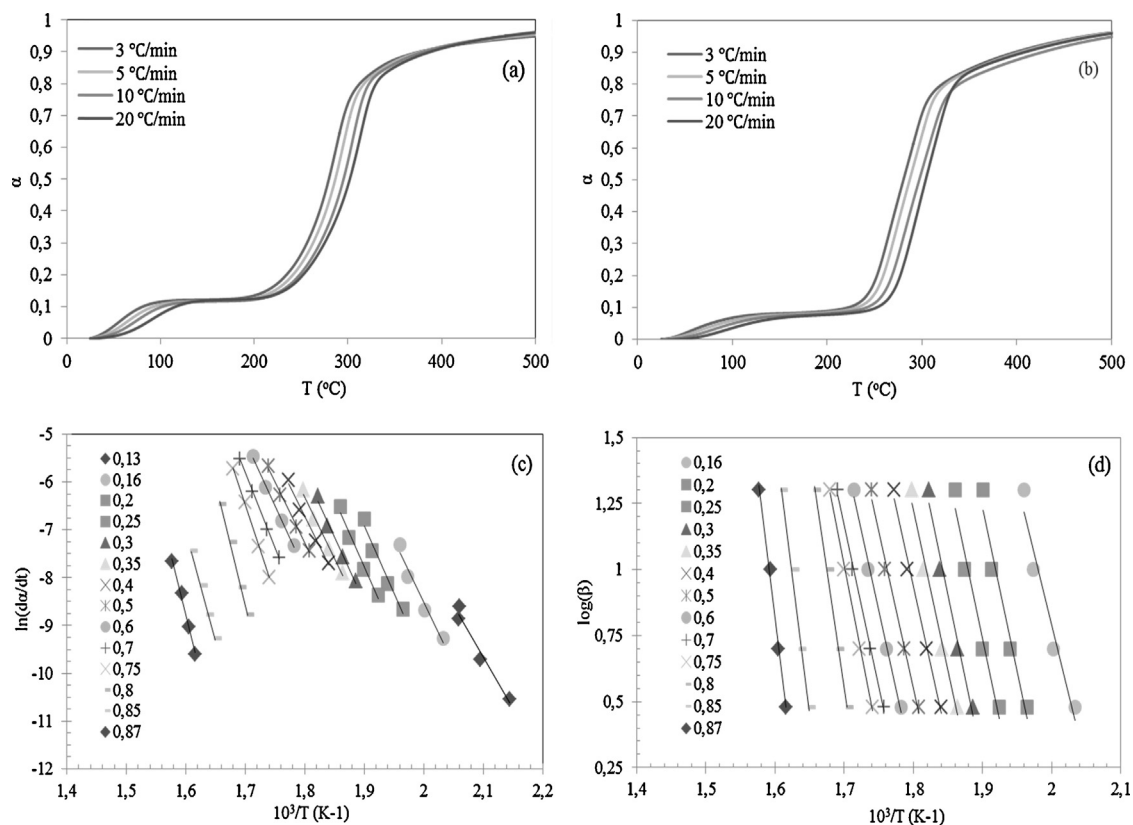 1
0,9
0,8
0,7
0,6
0,5
0,4
0,3
0,2
0,1
0
α
3 ºC/min
5 ºC/min
10 ºC/min
20 ºC/min
(a)
0 100 200 300 400 500
T (ºC)
1
0,9
0,8
0,7
0,6
0,5
0,4
0,3
0,2
0,1
0
α
3 ºC/min
5 ºC/min
10 ºC/min
20 ºC/min
(b)
0 100 200 300 400 500
T (ºC)
-5
-6
-7
-8
-9
-10
-11
-12
ln(dα/dt)
0,13
0,16
0,2
0,25
0,3
0,35
0,4
0,5
0,6
0,7
0,75
0,8
0,85
0,87
(c)
1,4 1,5 1,6 1,7 1,8 1,9 2 2,1 2,2
10³/T (K-1)
1,5
1,25
1
0,75
0,5
0,25
log(β)
0,16
0,2
0,25
0,3
0,35
0,4
0,5
0,6
0,7
0,75
0,8
0,85
0,87
(d)
1,4 1,5 1,6 1,7 1,8 1,9 2 2,1
10³/T (K-1)